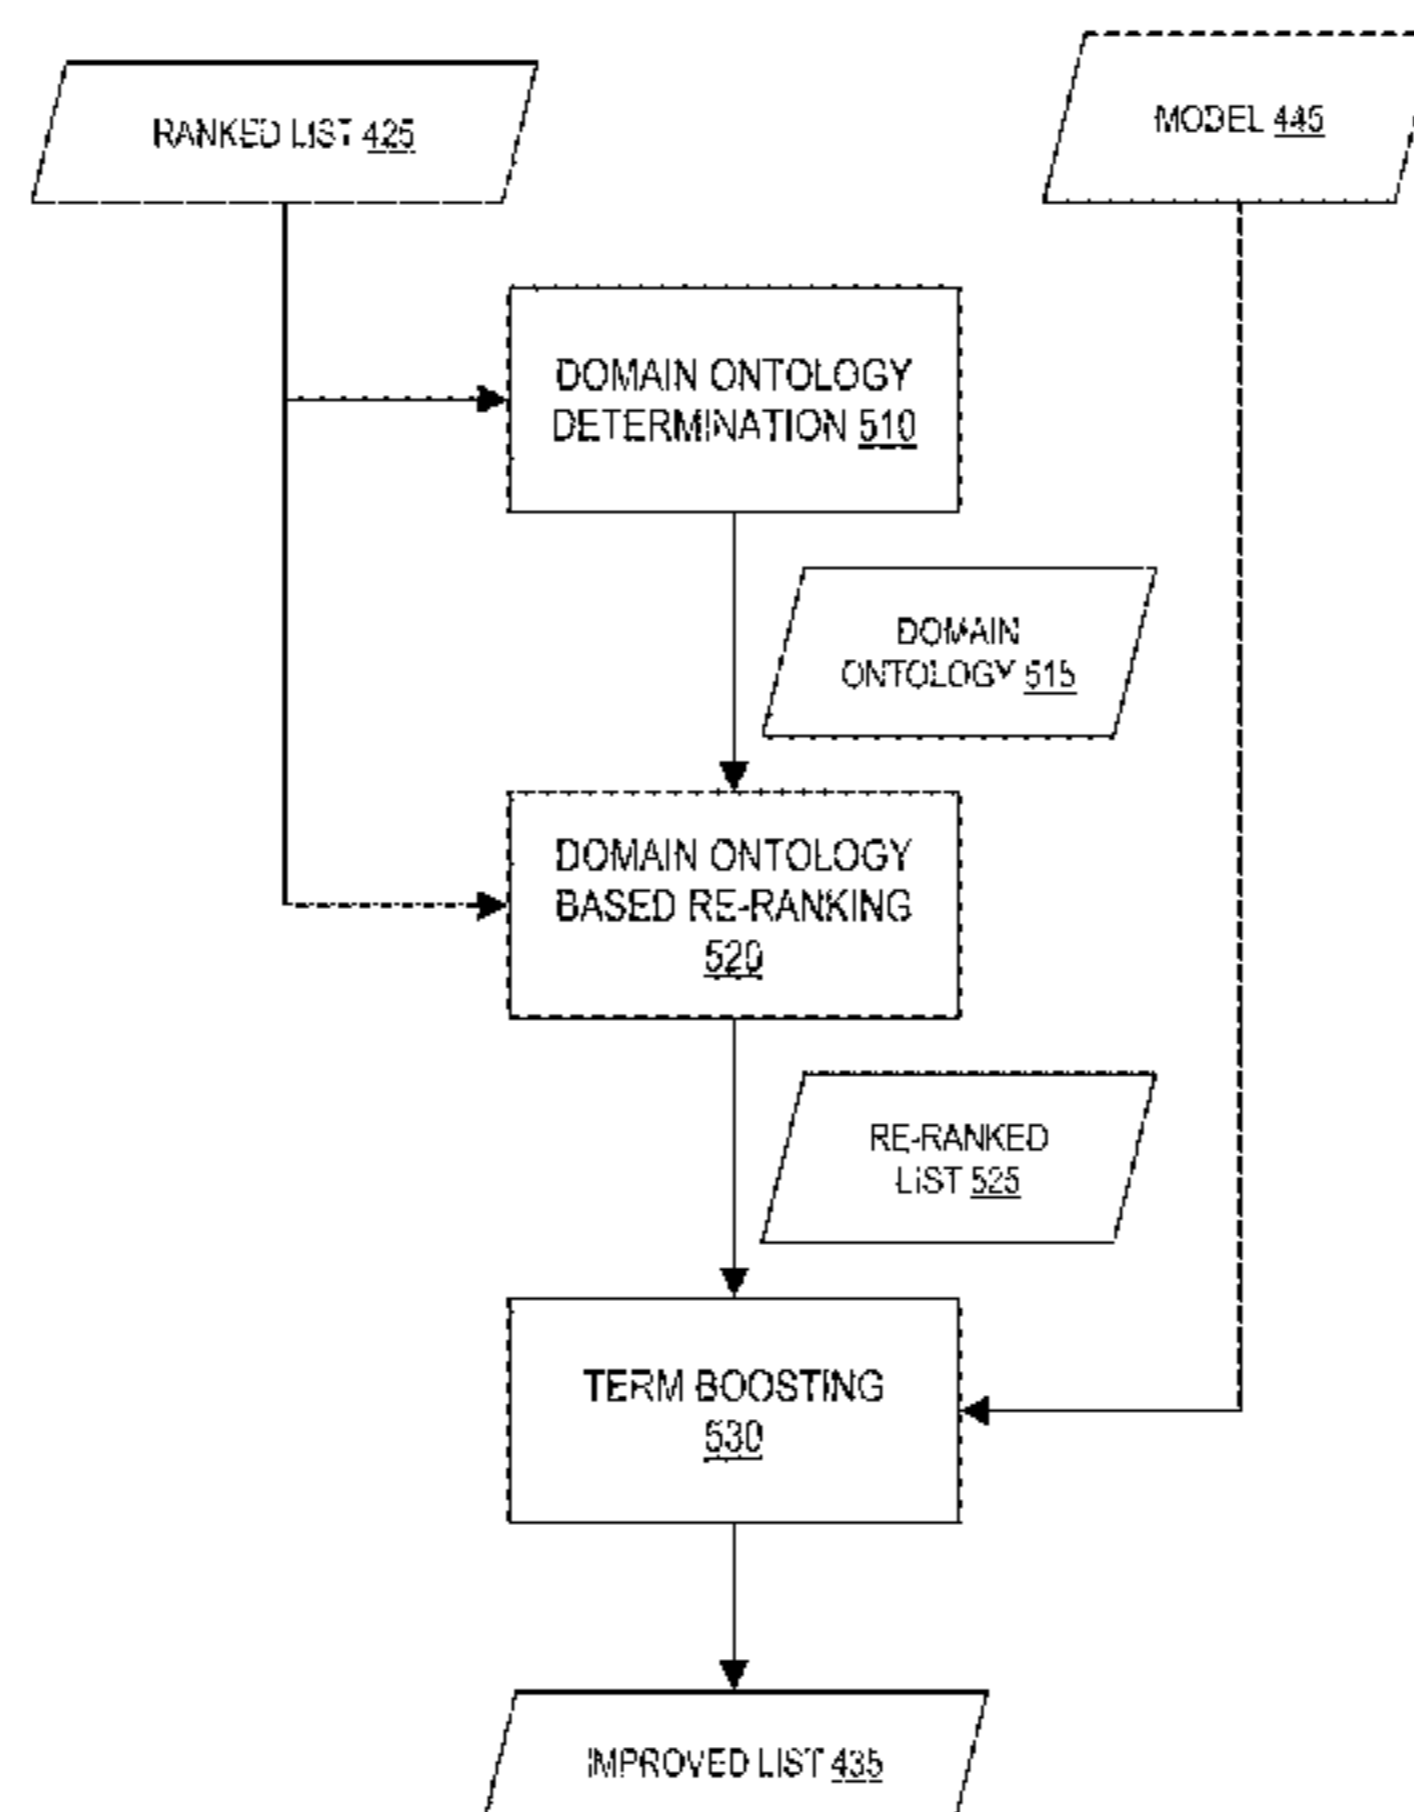 RANKED LIST 425
MODEL 445
DOMAIN ONTOLOGY
DETERMINATION 510
DOMAIN
ONTOLOGY 515
DOMAIN ONTOLOGY
BASED RE-RANKING
520
RE-RANKED
LIST 525
TERM BOOSTING
530
IMPROVED LIST 435